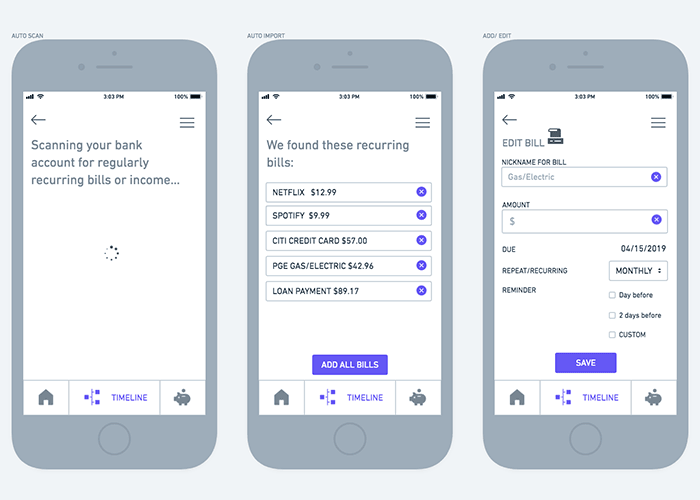 AUTO SCAN
3:03 PM
100%
Scanning your bank
account for regularly
recurring bills or income...
TIMELINE
AUTO IMPORT
3:03 PM
100%
We found these recurring
bills:
NETFLIX $12.99
SPOTIFY $9.99
CITI CREDIT CARD $57.00
PGE GAS/ELECTRIC $42.96
LOAN PAYMENT $89.17
ADD ALL BILLS
TIMELINE
ADD/ EDIT
3:03 PM
100%
EDIT BILL
NICKNAME FOR BILL
Gas/Electric
AMOUNT
$
DUE 04/15/2019
REPEAT/RECURRING MONTHLY
REMINDER
Day before
2 days before
CUSTOM
SAVE
TIMELINE